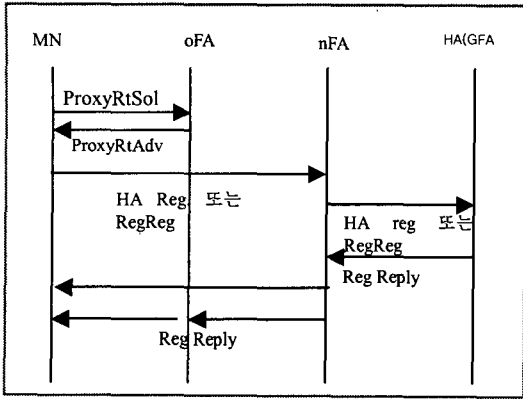 MN oFA nFA HA(GFA
ProxyRtSol
ProxyRtAdv
HA Reg 또는
RegReg
HA reg 또는
RegReg
Reg Reply
Reg Reply